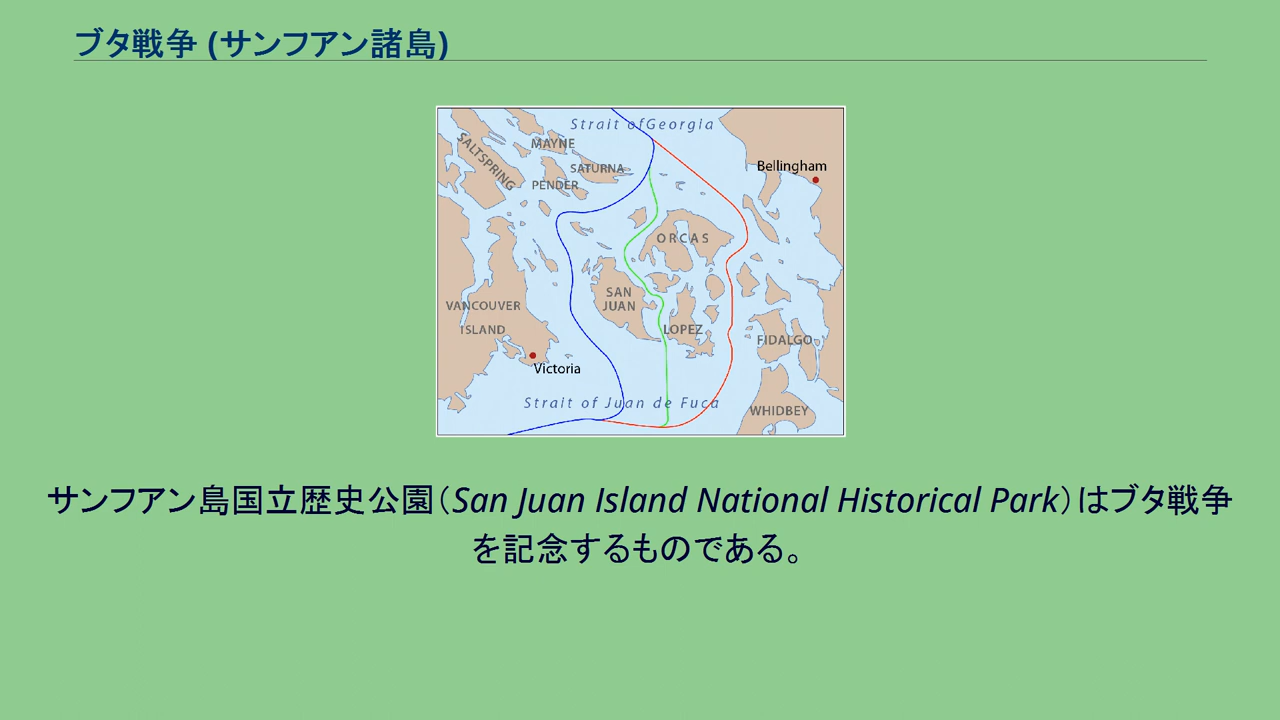 ブタ戦争 (サンフアン諸島)
Strait of Georgia
MAYNE
SALTSPRING
SATURNA
PENDER
Bellingham
ORCAS
SAN
JUAN
VANCOUVER
ISLAND
LOPEZ
FIDALGO
Victoria
Strait of Juan de Fuca
WHIDBEY
サンフアン島国立歴史公園（San Juan Island National Historical Park）はブタ戦争
を記念するものである。